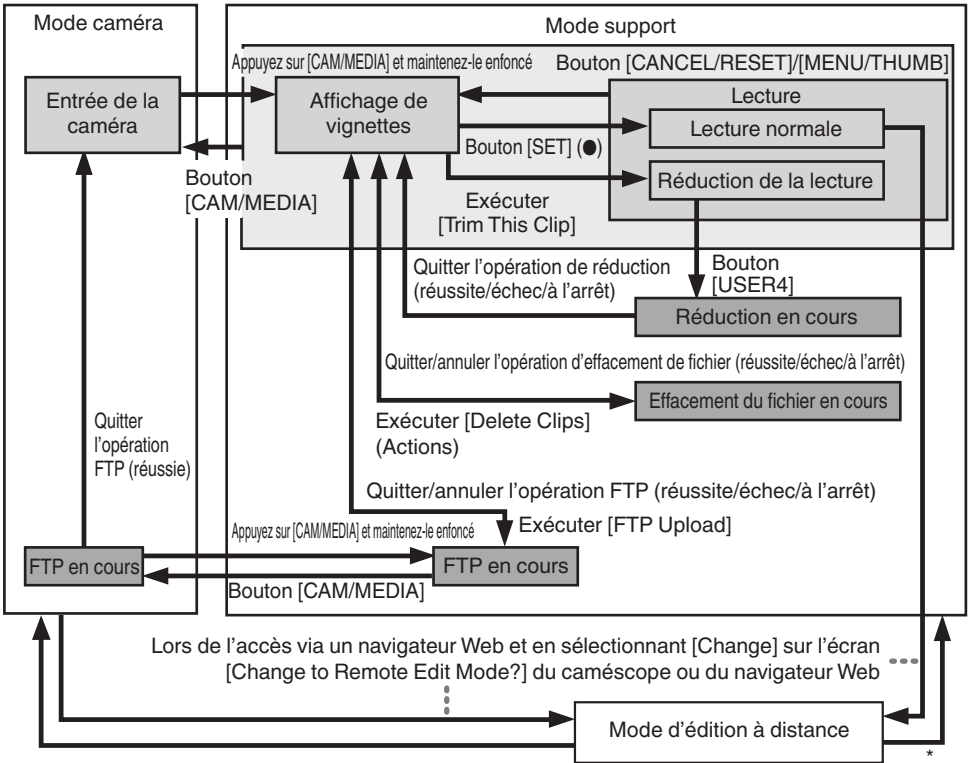 Mode caméra
Mode support
Appuyez sur [CAM/MEDIA] et maintenez-le enfoncé
Bouton [CANCEL/RESET]/[MENU/THUMB]
Entrée de la
caméra
Affichage de
vignettes
Lecture
Lecture normale
Bouton [SET] (●)
Réduction de la lecture
Bouton
[CAM/MEDIA]
Exécuter
[Trim This Clip]
Quitter l’opération de réduction
(réussite/échec/à l’arrêt)
Bouton
[USER4]
Réduction en cours
Quitter/annuler l’opération d’effacement de fichier (réussite/échec/à l’arrêt)
Effacement du fichier en cours
Exécuter [Delete Clips]
(Actions)
Quitter
l’opération
FTP (réussie)
Quitter/annuler l’opération FTP (réussite/échec/à l’arrêt)
Exécuter [FTP Upload]
Appuyez sur [CAM/MEDIA] et maintenez-le enfoncé
FTP en cours
FTP en cours
Bouton [CAM/MEDIA]
Lors de l’accès via un navigateur Web et en sélectionnant [Change] sur l’écran
[Change to Remote Edit Mode?] du caméscope ou du navigateur Web
Mode d’édition à distance
*